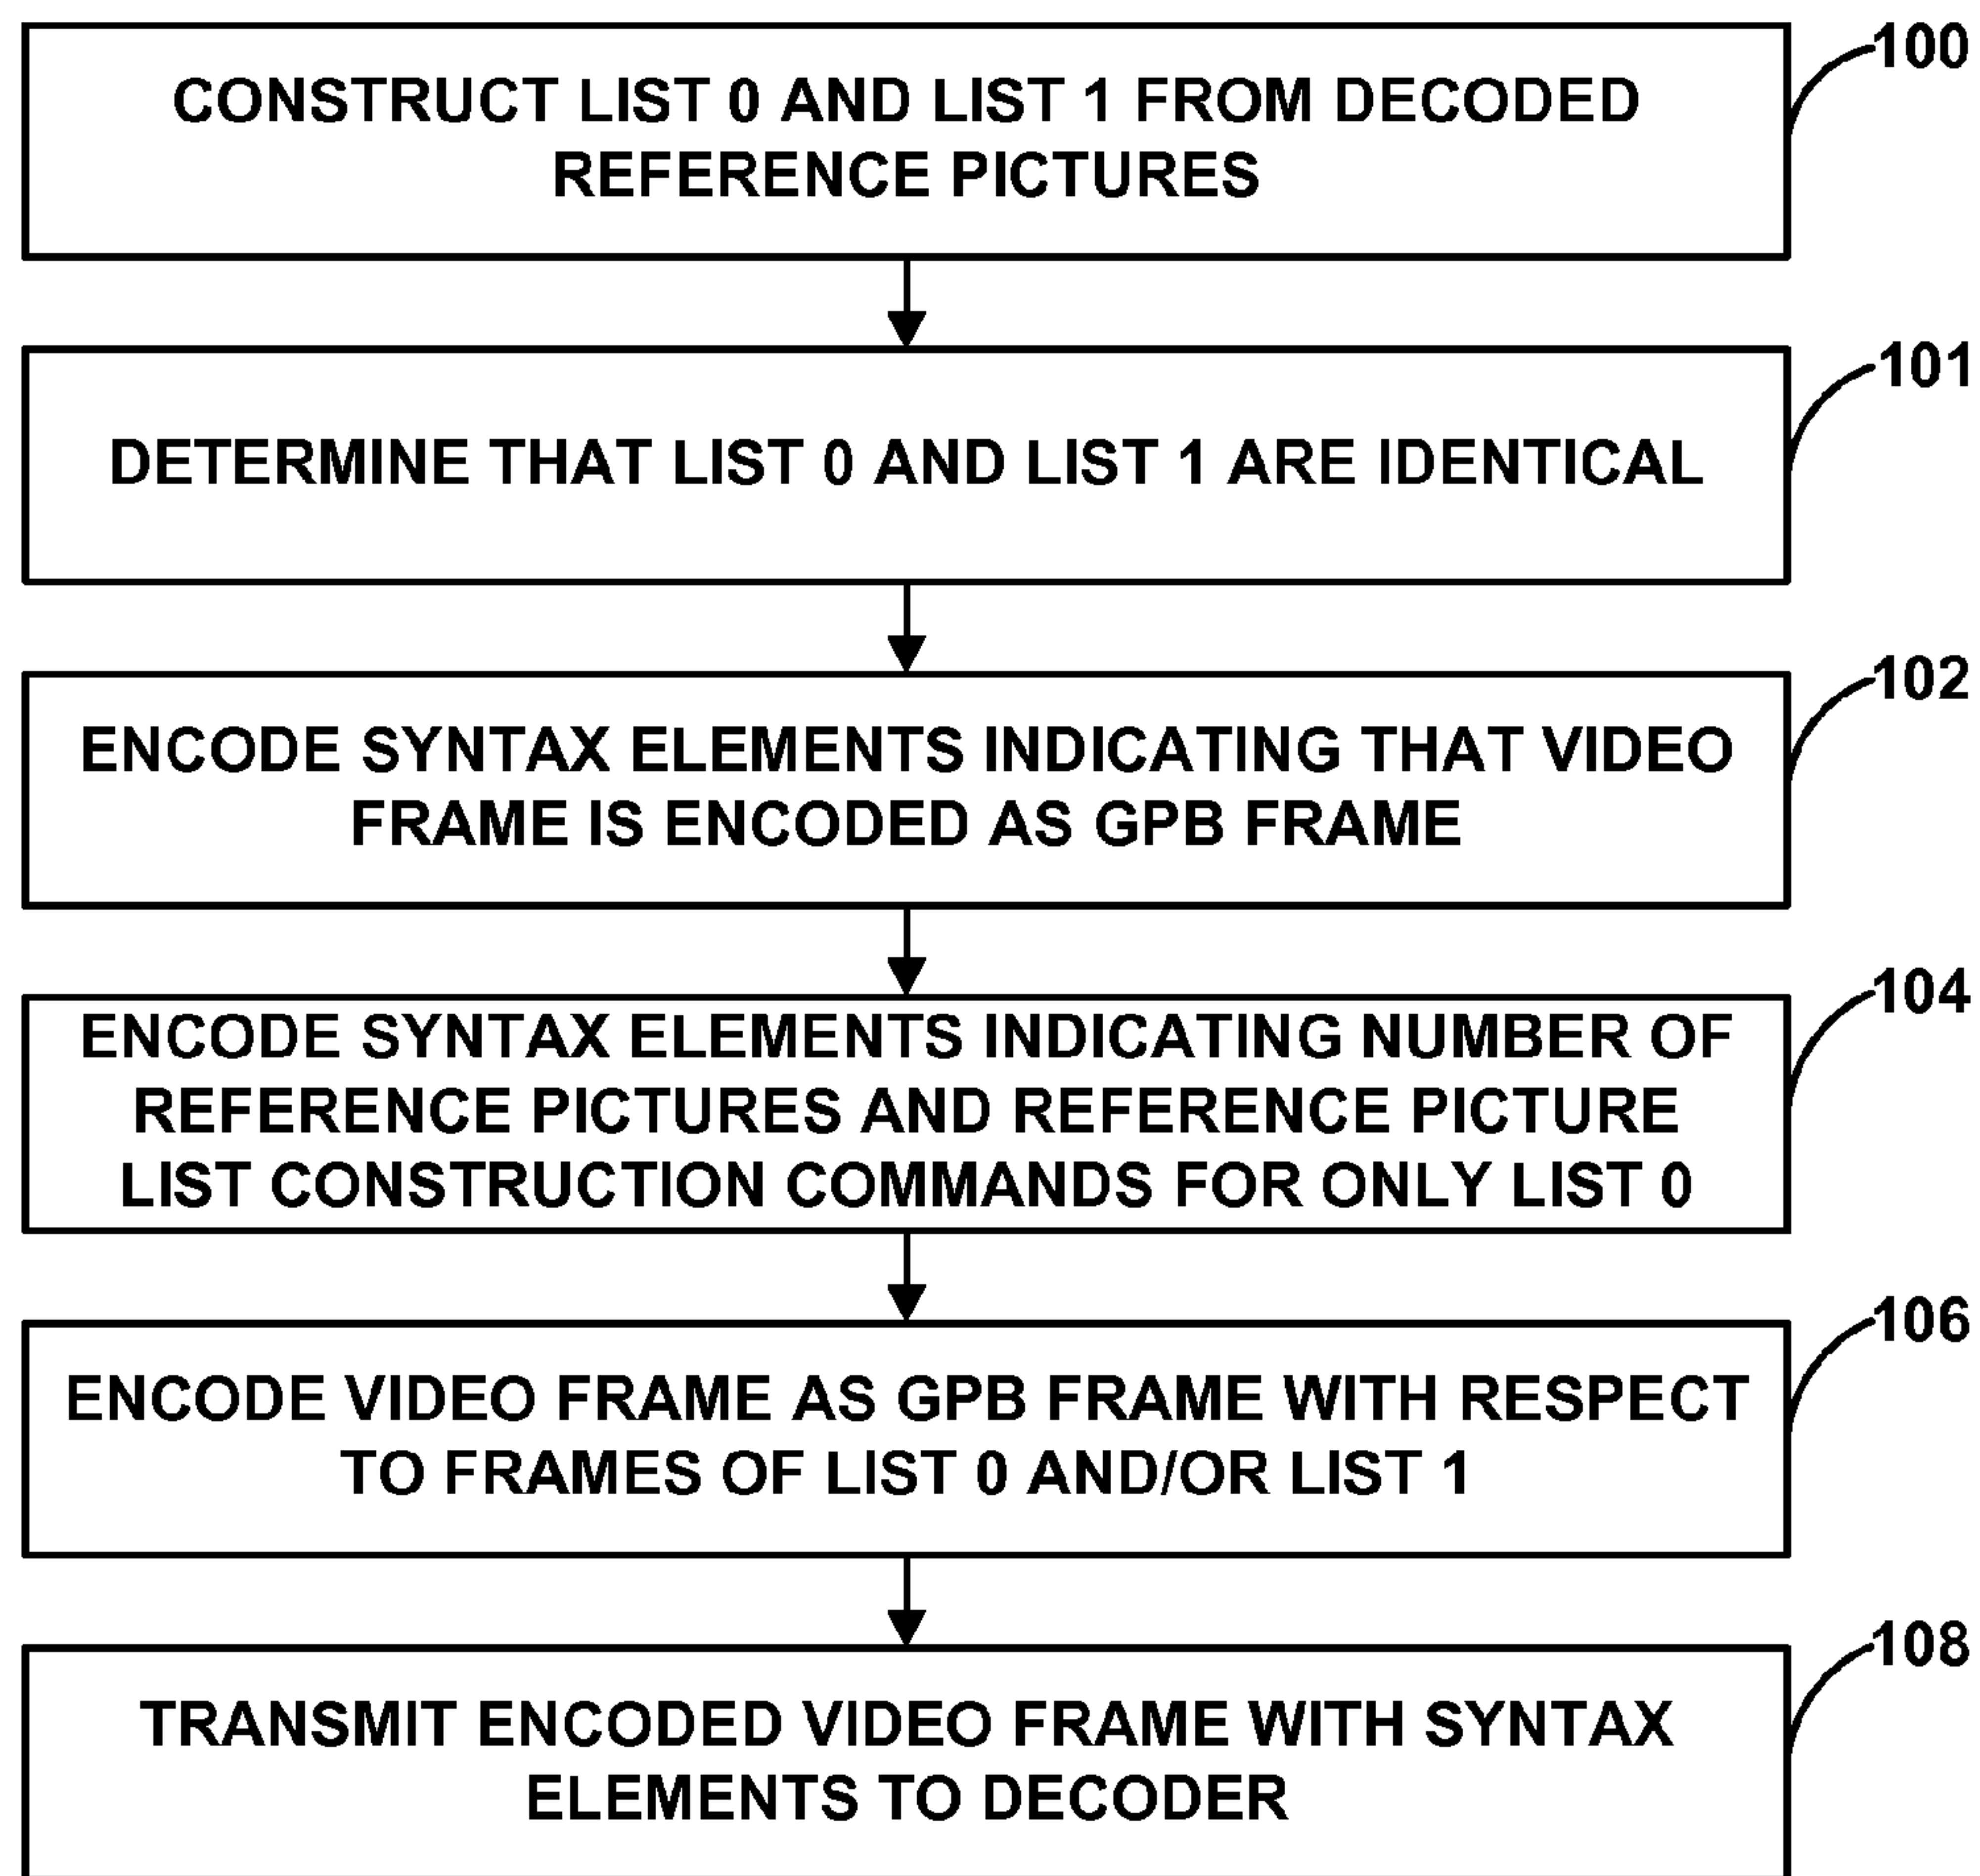 100
CONSTRUCT LIST 0 AND LIST 1 FROM DECODED
REFERENCE PICTURES
101
DETERMINE THAT LIST 0 AND LIST 1 ARE IDENTICAL
102
ENCODE SYNTAX ELEMENTS INDICATING THAT VIDEO
FRAME IS ENCODED AS GPB FRAME
104
ENCODE SYNTAX ELEMENTS INDICATING NUMBER OF
REFERENCE PICTURES AND REFERENCE PICTURE
LIST CONSTRUCTION COMMANDS FOR ONLY LIST 0
106
ENCODE VIDEO FRAME AS GPB FRAME WITH RESPECT
TO FRAMES OF LIST 0 AND/OR LIST 1
108
TRANSMIT ENCODED VIDEO FRAME WITH SYNTAX
ELEMENTS TO DECODER